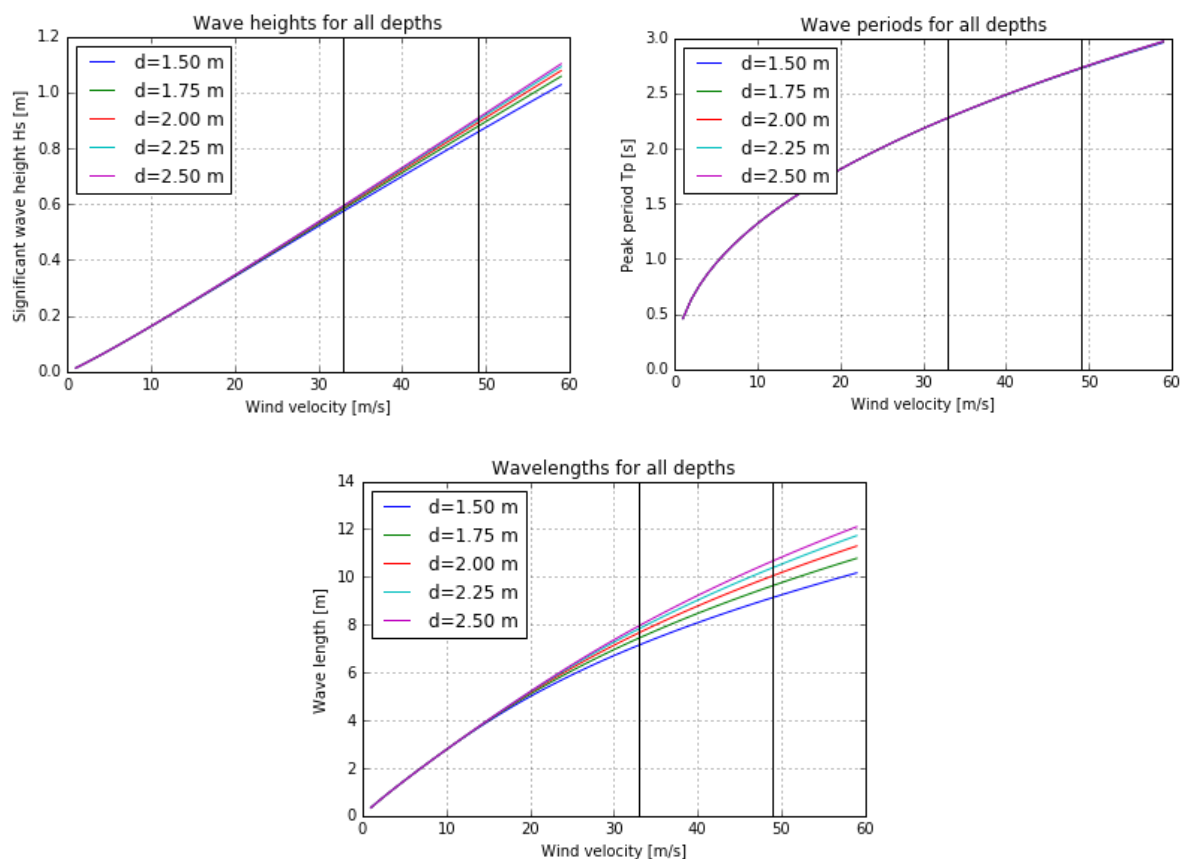 Wave heights for all depths
1.2
1.0
0.8
0.6
0.4
0.2
0.0
Significant wave height Hs [m]
d=1.50 m
d=1.75 m
d=2.00 m
d=2.25 m
d=2.50 m
0 10 20 30 40 50 60
Wind velocity [m/s]
Wave periods for all depths
3.0
2.5
2.0
1.5
1.0
0.5
0.0
Peak period Tp [s]
d=1.50 m
d=1.75 m
d=2.00 m
d=2.25 m
d=2.50 m
0 10 20 30 40 50 60
Wind velocity [m/s]
Wavelengths for all depths
14
12
10
8
6
4
2
0
Wave length [m]
d=1.50 m
d=1.75 m
d=2.00 m
d=2.25 m
d=2.50 m
0 10 20 30 40 50 60
Wind velocity [m/s]